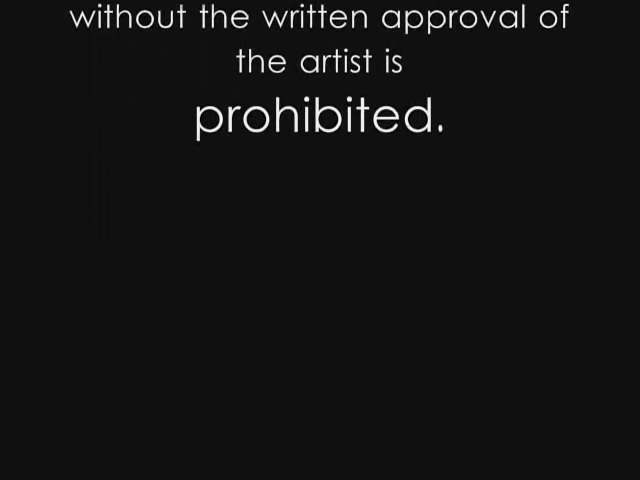 without the written approval of
the artist is
prohibited.